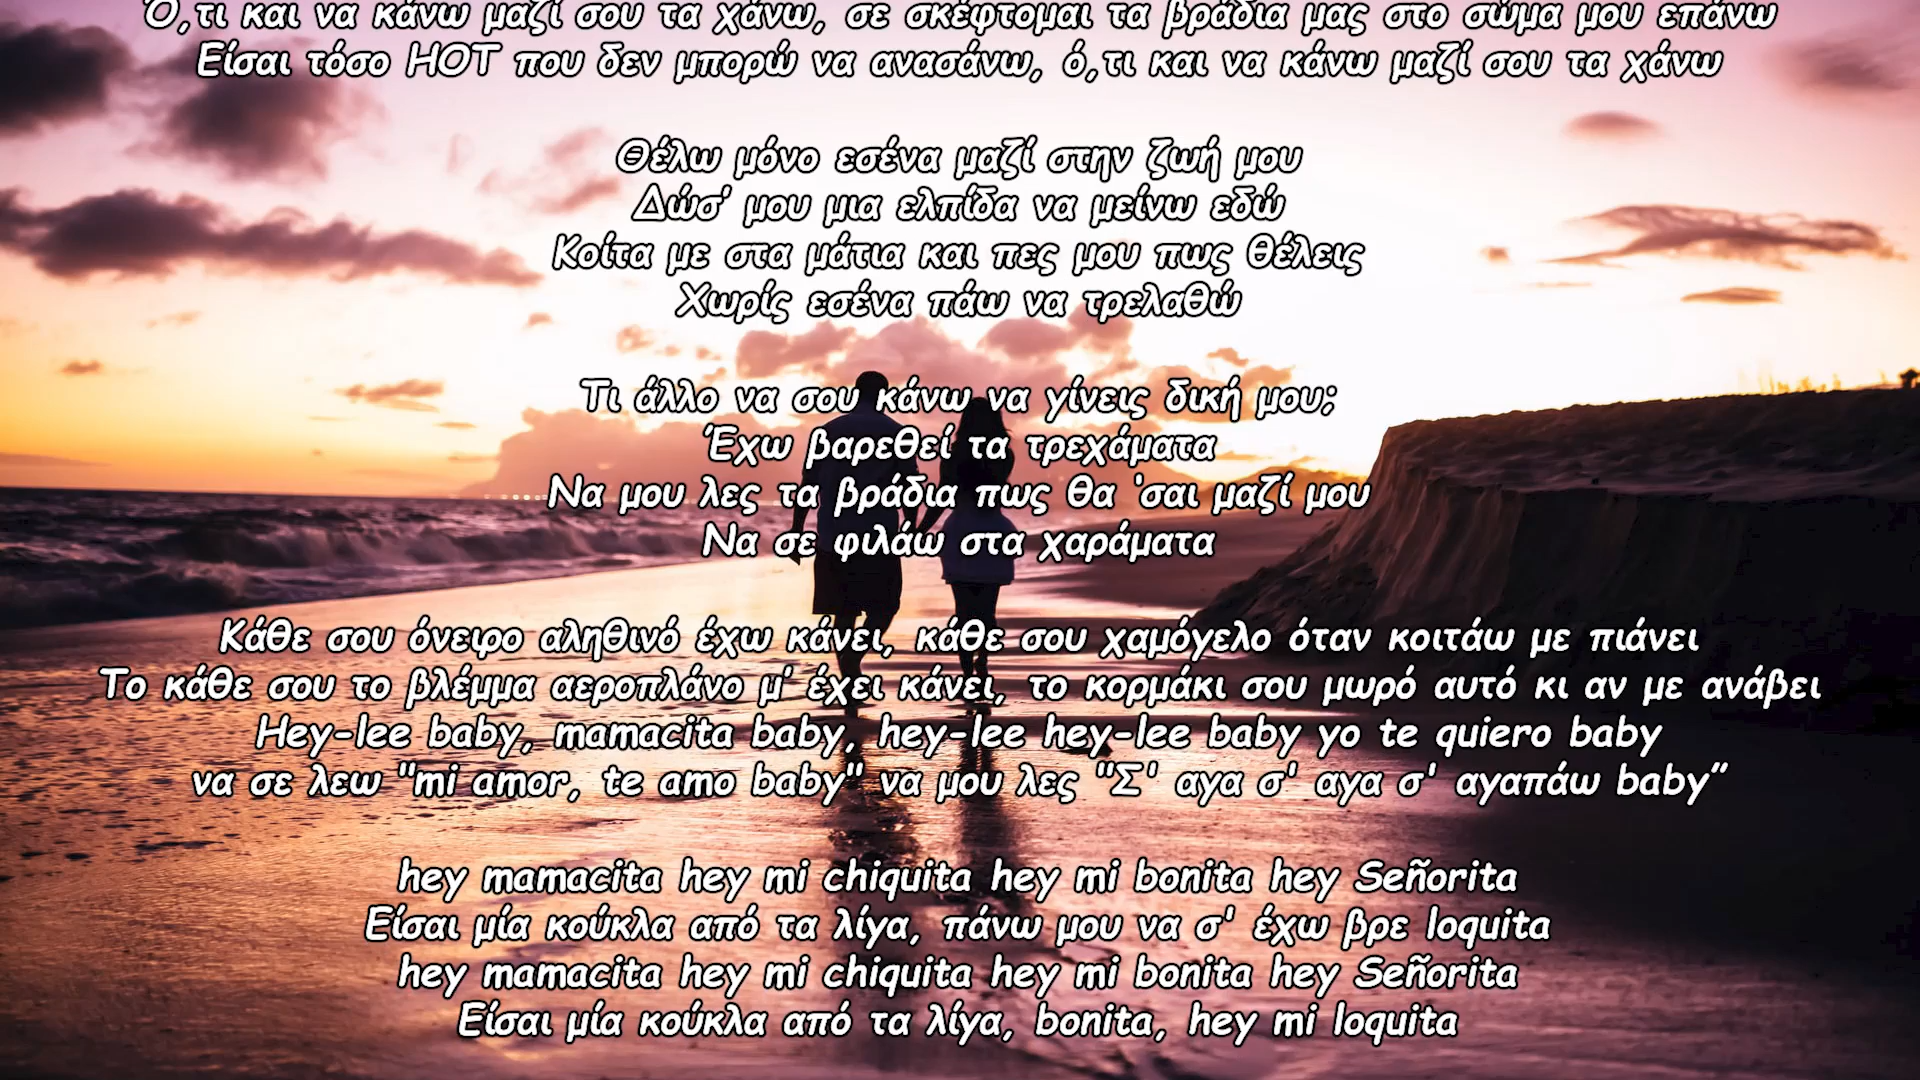 Ό,τι και να κάνω μαζί σου τα χάνω, σε σκέφτομαι τα βράδια μας στο σώμα μου επάνω
Είσαι τόσο HOT που δεν μπορώ να ανασάνω, ό,τι και να κάνω μαζί σου τα χάνω
Θέλω μόνο εσένα μαζί στην ζωή μου
Δώσ' μου μια ελπίδα να μείνω εδώ
Κοίτα με στα μάτια και πες μου πως θέλεις
Χωρίς εσένα πάω να τρελαθώ
Τι άλλο να σου κάνω να γίνεις δική μου;
Έχω βαρεθεί τα τρεχάματα
Να μου λες τα βράδια πως θα 'σαι μαζί μου
Να σε φιλάω στα χαράματα
Κάθε σου όνειρο αληθινό έχω κάνει, κάθε σου χαμόγελο όταν κοιτάω με πιάνει
Το κάθε σου το βλέμμα αεροπλάνο μ' έχει κάνει, το κορμάκι σου μωρό αυτό κι αν με ανάβει
Hey-lee baby, mamacita baby, hey-lee hey-lee baby yo te quiero baby
να σε λεω "mi amor, te amo baby" να μου λες "Σ' αγα σ' αγα σ' αγαπάω baby”
hey mamacita hey mi chiquita hey mi bonita hey Señorita
Είσαι μία κούκλα από τα λίγα, πάνω μου να σ' έχω βρε loquita
hey mamacita hey mi chiquita hey mi bonita hey Señorita
Είσαι μία κούκλα από τα λίγα, bonita, hey mi loquita